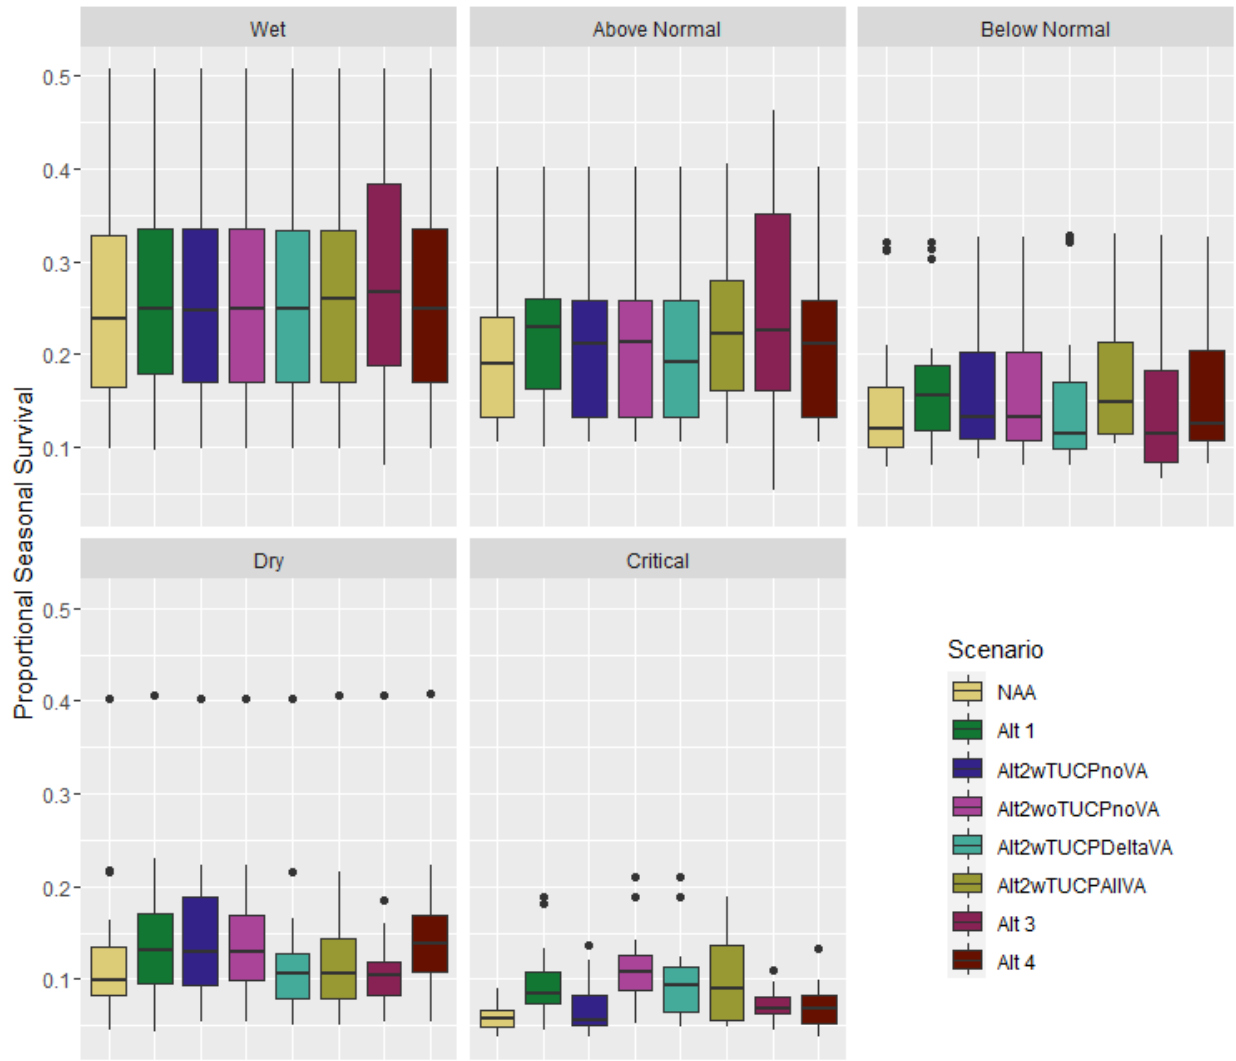 Wet
Above Normal
Below Normal
0.5
0.4
0.3
0.2
0.1
Proportional Seasonal Survival
Dry
Critical
0.5
0.4
0.3
0.2
0.1
Scenario
NAA
Alt 1
Alt2wTUCPnoVA
Alt2woTUCPnoVA
Alt2wTUCPDeltaVA
Alt2wTUCPAllVA
Alt 3
Alt 4